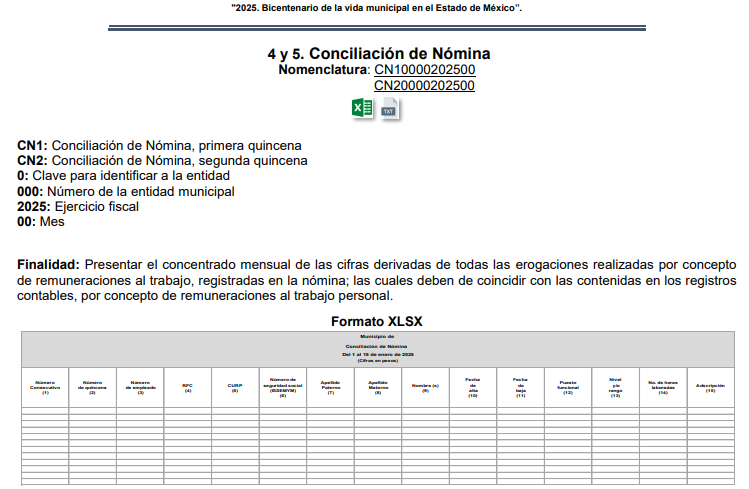 "2025. Bicentenario de la vida municipal en el Estado de México".
4 y 5. Conciliación de Nómina
Nomenclatura: CN10000202500
CN20000202500
X TXT
CN1: Conciliación de Nómina, primera quincena
CN2: Conciliación de Nómina, segunda quincena
0: Clave para identificar a la entidad
000: Número de la entidad municipal
2025: Ejercicio fiscal
00: Mes
Finalidad: Presentar el concentrado mensual de las cifras derivadas de todas las erogaciones realizadas por concepto
de remuneraciones al trabajo, registradas en la nómina; las cuales deben de coincidir con las contenidas en los registros
contables, por concepto de remuneraciones al trabajo personal.
Formato XLSX
Municipio de
Conciliación de Nómina
Del 1 al 15 de enero de 2025
(Cifras en pesos)
Número Consecutivo (1)
Número de quincena (2)
Número de empleado (3)
RFC (4)
CURP (5)
Número de seguridad social (ISSEMYM) (6)
Apellido Paterno (7)
Apellido Materno (8)
Nombre (s) (9)
Fecha de alta (10)
Fecha de baja (11)
Puesto funcional (12)
Nivel y/o rango (13)
No. de horas laboradas (14)
Adscripción (15)